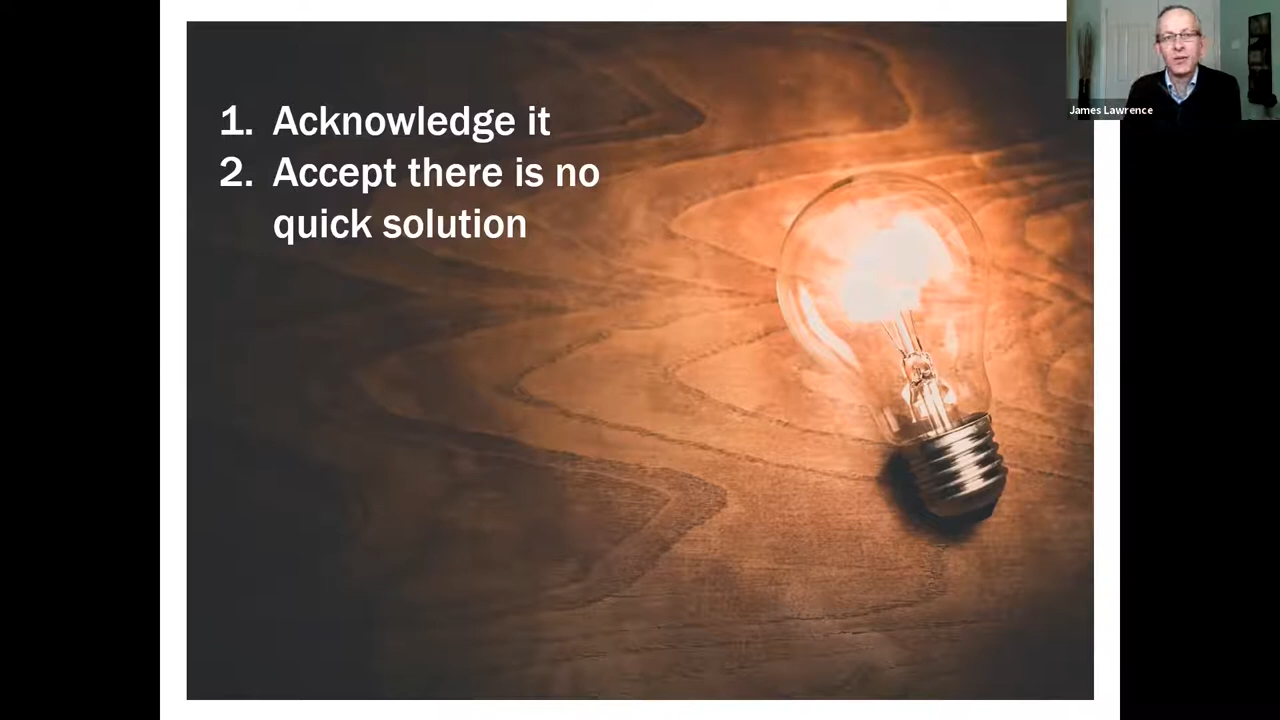 1. Acknowledge it
2. Accept there is no
quick solution
James Lawrence